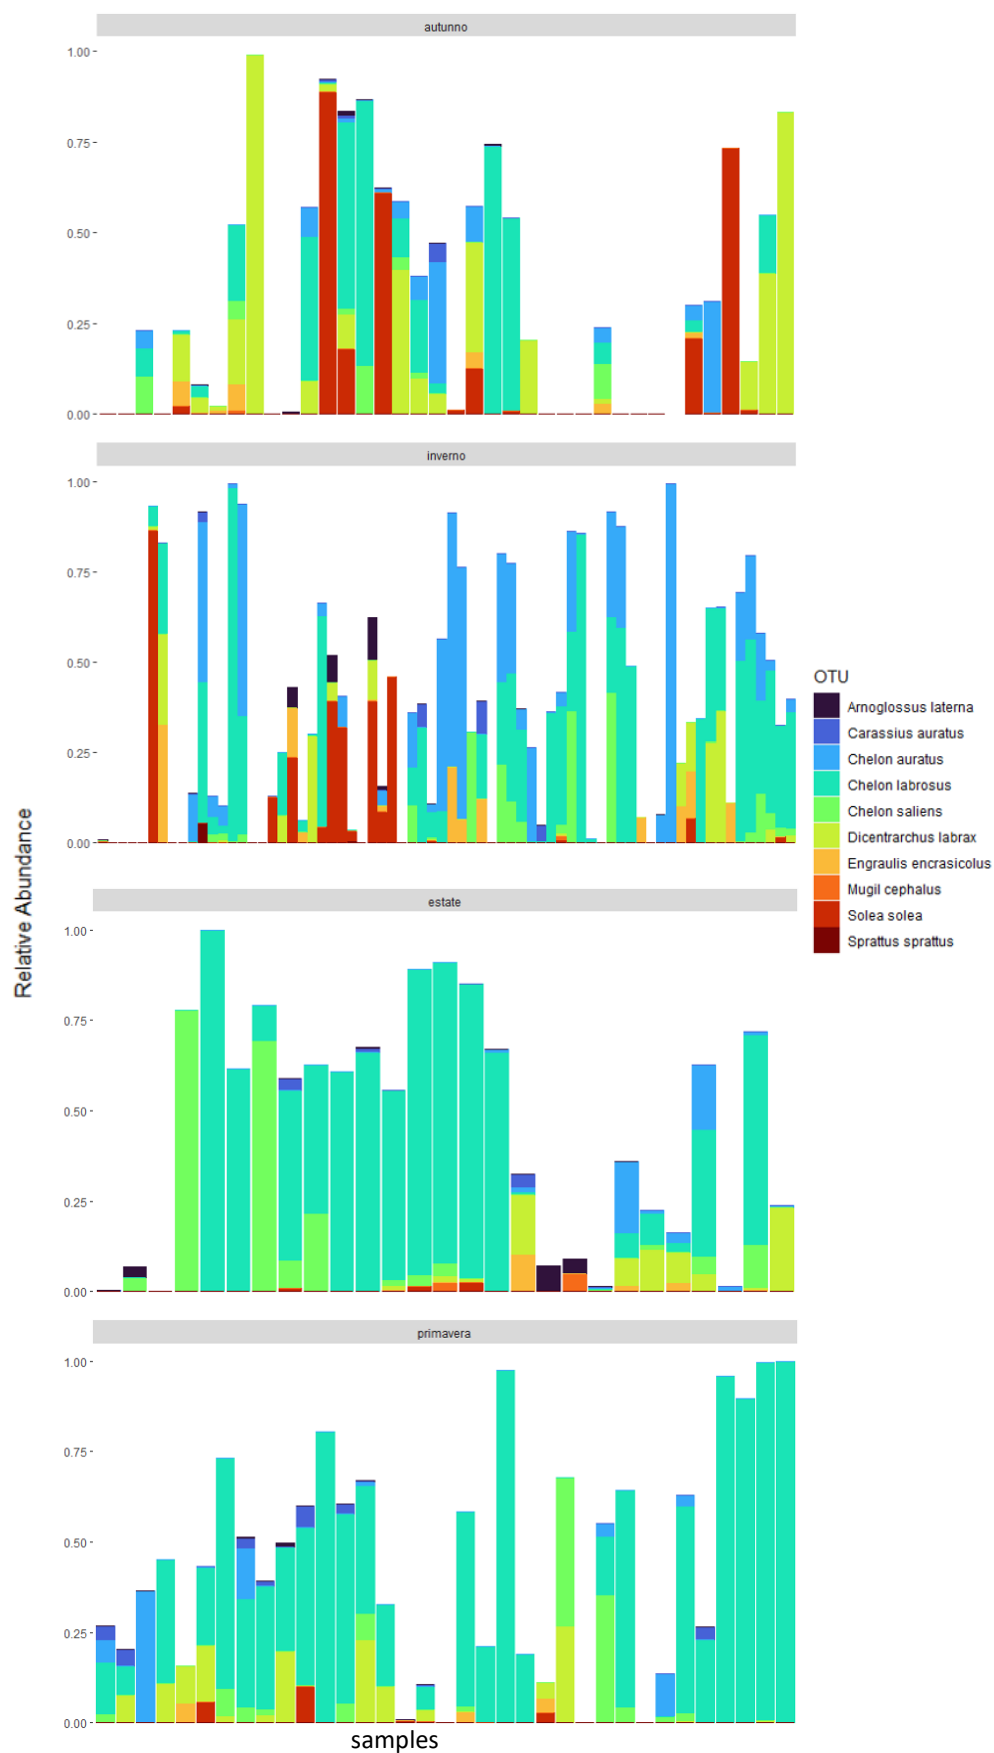 autunno
1.00
0.75
0.50
0.25
0.00
inverno
1.00
0.75
0.50
0.25
0.00
estate
1.00
0.75
0.50
0.25
0.00
primavera
1.00
0.75
0.50
0.25
0.00
Relative Abundance
samples
OTU
Arnoglossus laterna
Carassius auratus
Chelon auratus
Chelon labrosus
Chelon saliens
Dicentrarchus labrax
Engraulis encrasicolus
Mugil cephalus
Solea solea
Sprattus sprattus